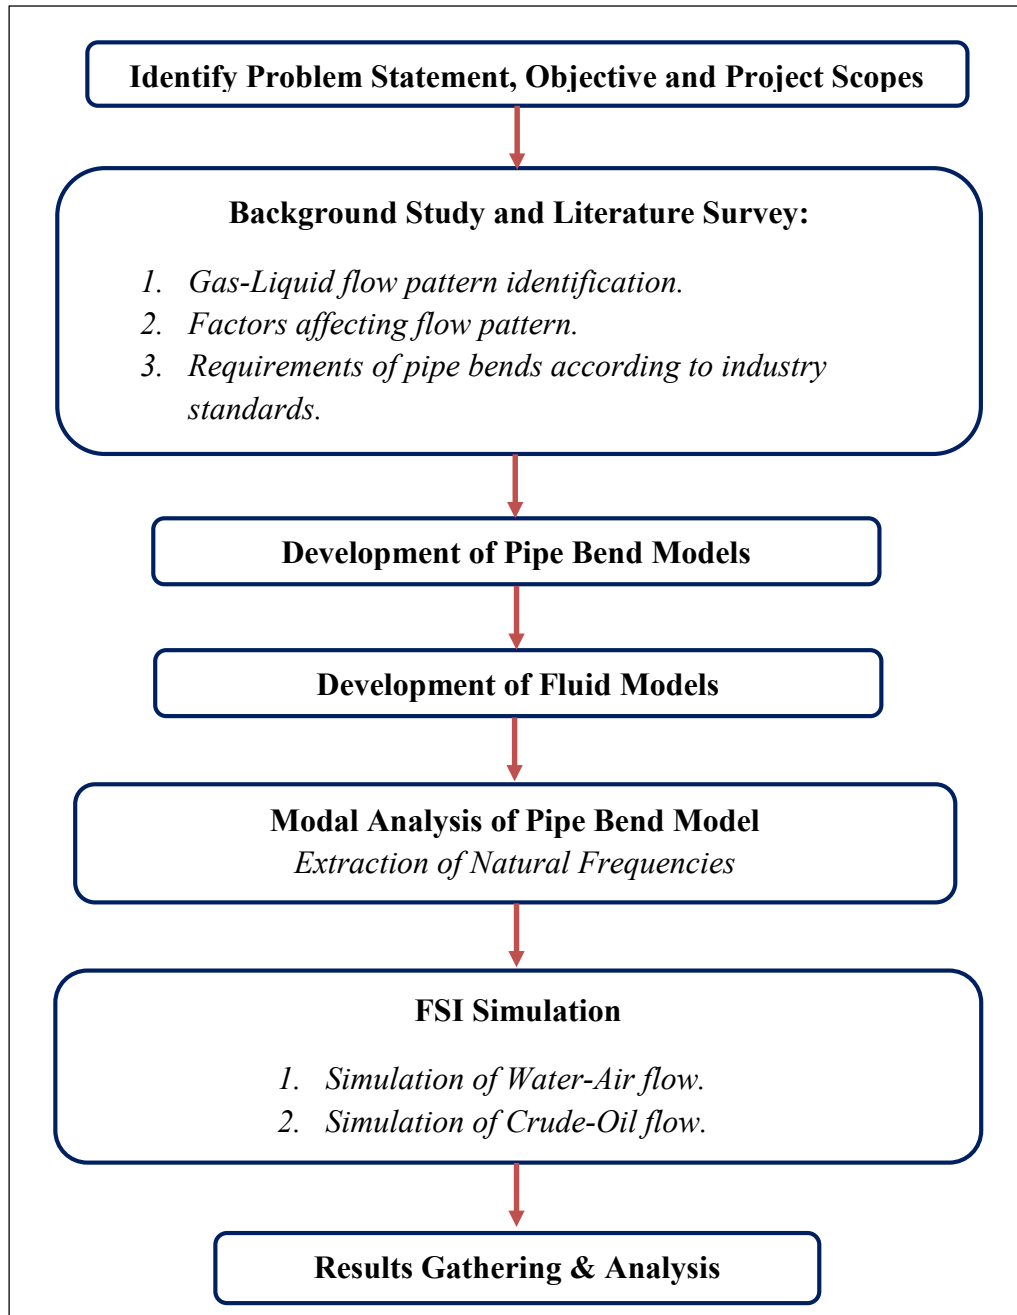 Identify Problem Statement, Objective and Project Scopes
Background Study and Literature Survey:
1. Gas-Liquid flow pattern identification.
2. Factors affecting flow pattern.
3. Requirements of pipe bends according to industry
standards.
Development of Pipe Bend Models
Development of Fluid Models
Modal Analysis of Pipe Bend Model
Extraction of Natural Frequencies
FSI Simulation
1. Simulation of Water-Air flow.
2. Simulation of Crude-Oil flow.
Results Gathering & Analysis